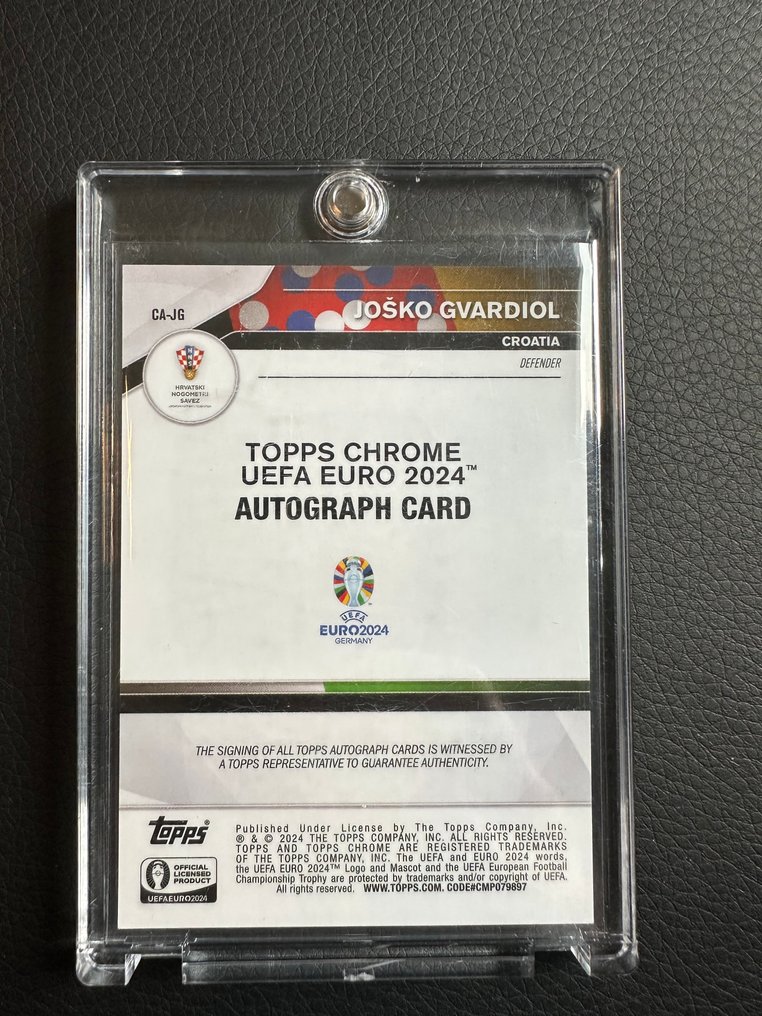 CA-JG
JOŠKO GVARDIOL
CROATIA
DEFENDER
HNS
HRVATSKI
NOGOMETNI
SAVEZ
TOPPS CHROME
UEFA EURO 2024™
AUTOGRAPH CARD
UEFA
EURO2024
GERMANY
THE SIGNING OF ALL TOPPS AUTOGRAPH CARDS IS WITNESSED BY
A TOPPS REPRESENTATIVE TO GUARANTEE AUTHENTICITY.
topps®
OFFICIAL
LICENSED
PRODUCT
UEFAEURO2024
Published Under License by The Topps Company, Inc.
® & © 2024 THE TOPPS COMPANY, INC. ALL RIGHTS RESERVED.
TOPPS AND TOPPS CHROME ARE REGISTERED TRADEMARKS
OF THE TOPPS COMPANY, INC. The UEFA and EURO 2024 words,
the UEFA EURO 2024™ Logo and Mascot and the UEFA European Football
Championship Trophy are protected by trademarks and/or copyright of UEFA.
All rights reserved. WWW.TOPPS.COM. CODE#CMP079897